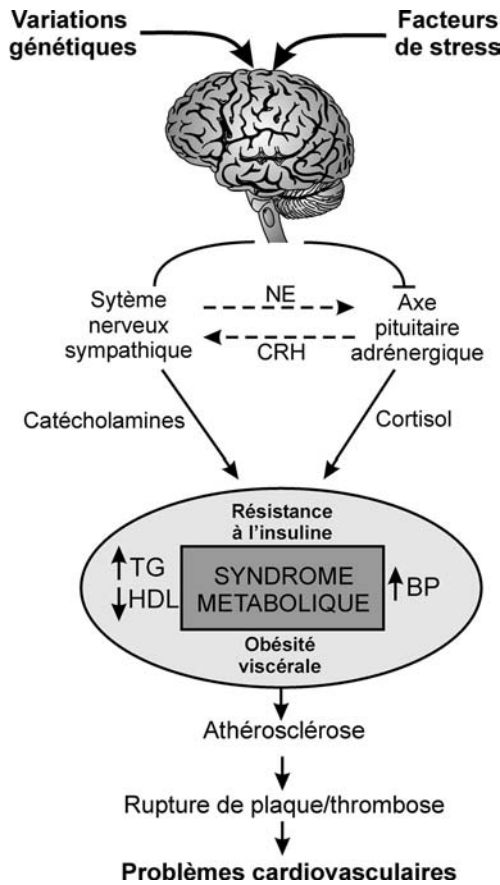 Variations
génétiques
Facteurs
de stress
Sytème
nerveux
sympathique
NE
CRH
Axe
pituitaire
adrénergique
Catécholamines
Cortisol
Résistance
à l'insuline
TG
HDL
SYNDROME
METABOLIQUE
BP
Obésité
viscérale
Athérosclérose
Rupture de plaque/thrombose
Problèmes cardiovasculaires